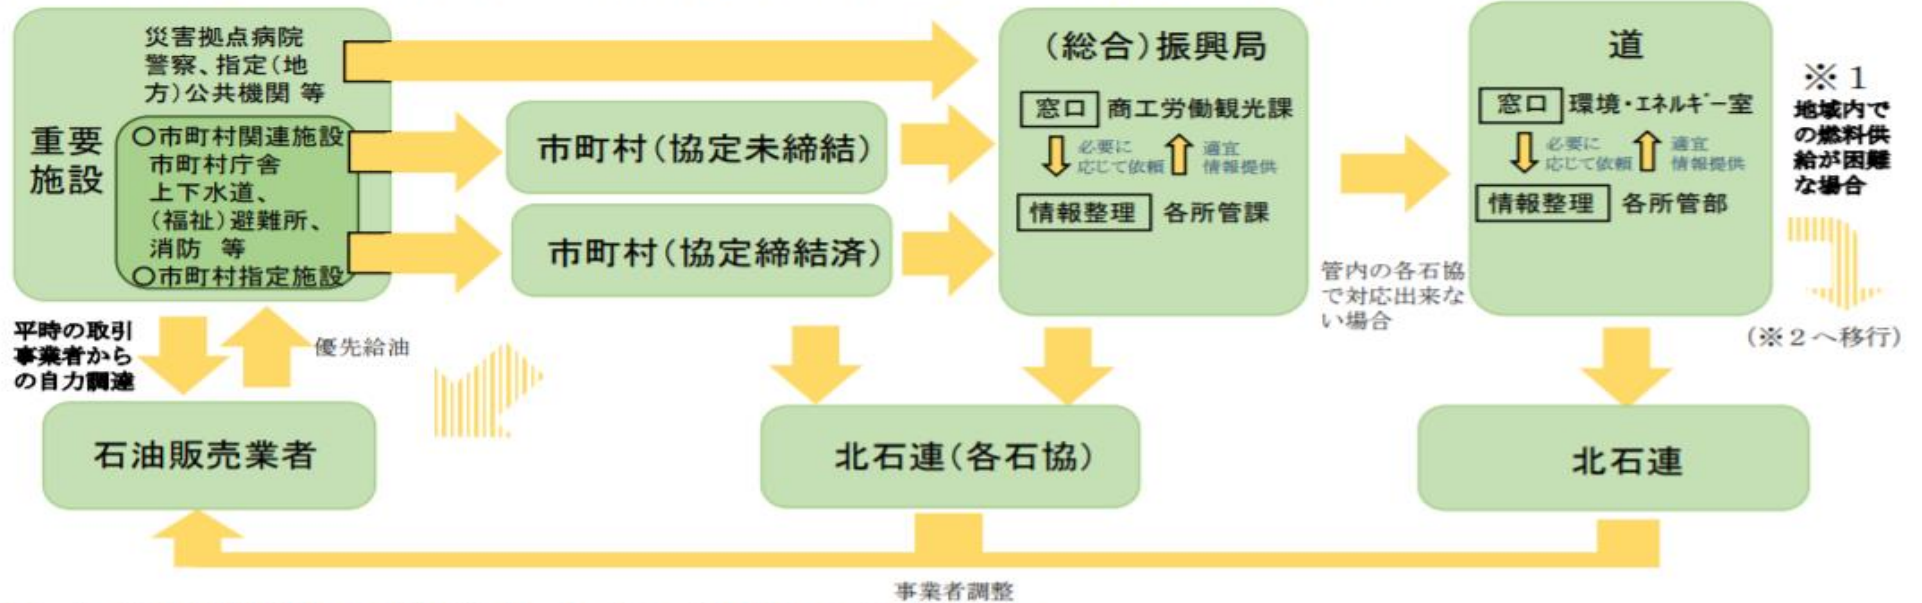 災害拠点病院
警察、指定(地
方)公共機関 等
重要
施設
○市町村関連施設
市町村庁舎
上下水道、
(福祉)避難所、
消防 等
○市町村指定施設
市町村(協定未締結)
市町村(協定締結済)
(総合)振興局
窓口 商工労働観光課
必要に
応じて依頼
適宜
情報提供
情報整理 各所管課
管内の各石協
で対応出来な
い場合
道
窓口 環境・エネルギー室
必要に
応じて依頼
適宜
情報提供
情報整理 各所管部
※1
地域内で
の燃料供
給が困難
な場合
(※2へ移行)
平時の取引
事業者から
の自力調達
優先給油
石油販売業者
北石連(各石協)
北石連
事業者調整